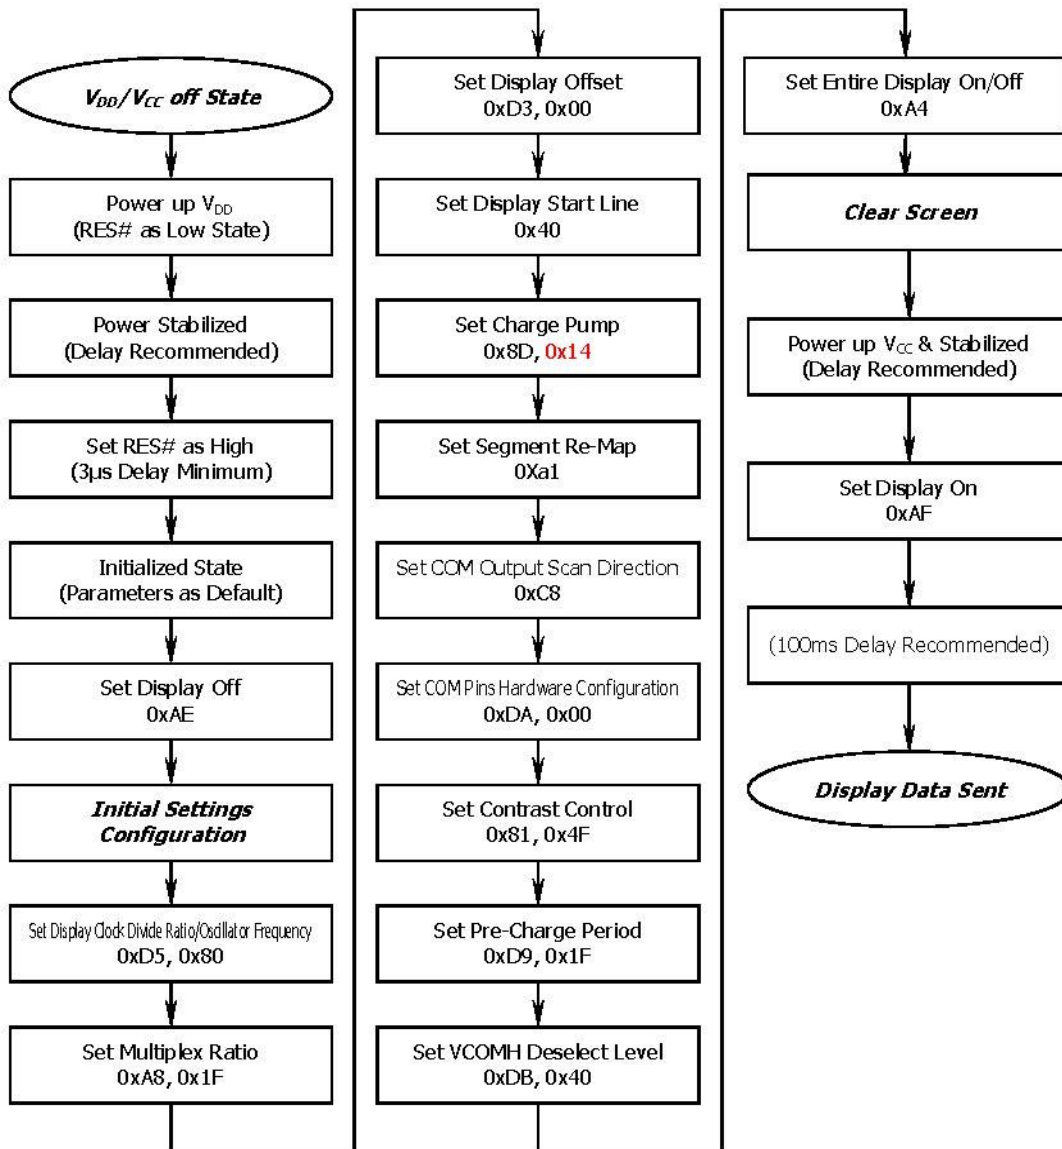 V_DD/V_CC off State
Power up V_DD
(RES# as Low State)
Power Stabilized
(Delay Recommended)
Set RES# as High
(3µs Delay Minimum)
Initialized State
(Parameters as Default)
Set Display Off
0xAE
Initial Settings
Configuration
Set Display Clock Divide Ratio/Oscillator Frequency
0xD5, 0x80
Set Multiplex Ratio
0xA8, 0x1F
Set Display Offset
0xD3, 0x00
Set Display Start Line
0x40
Set Charge Pump
0x8D, 0x14
Set Segment Re-Map
0Xa1
Set COM Output Scan Direction
0xC8
Set COM Pins Hardware Configuration
0xDA, 0x00
Set Contrast Control
0x81, 0x4F
Set Pre-Charge Period
0xD9, 0x1F
Set VCOMH Deselect Level
0xDB, 0x40
Set Entire Display On/Off
0xA4
Clear Screen
Power up V_CC & Stabilized
(Delay Recommended)
Set Display On
0xAF
(100ms Delay Recommended)
Display Data Sent